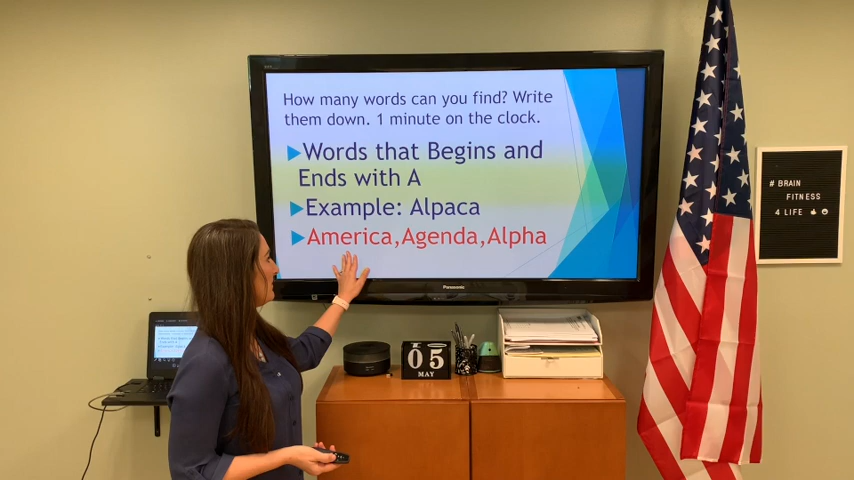 How many words can you find? Write
them down. 1 minute on the clock.
Words that Begins and
Ends with A
Example: Alpaca
America,Agenda,Alpha
Panasonic
# BRAIN
FITNESS
4 LIFE
05
MAY